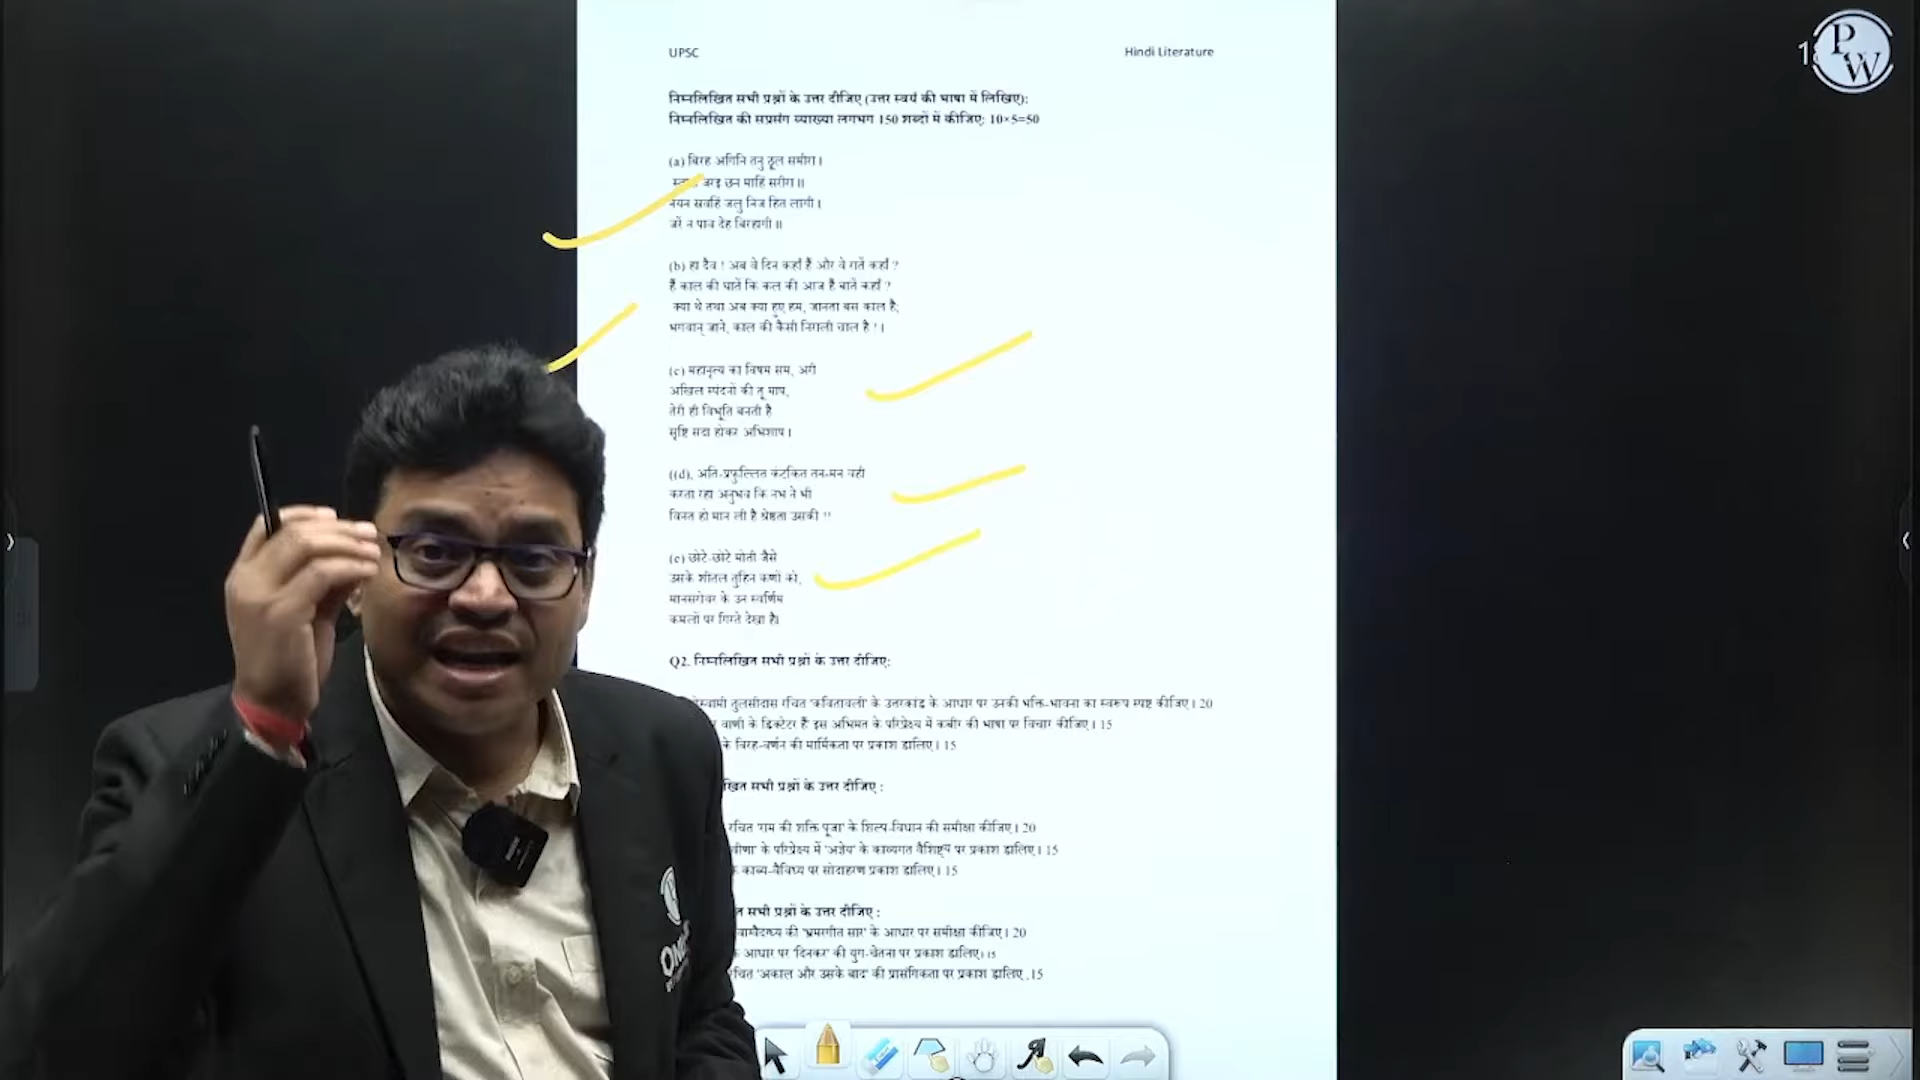 UPSC
Hindi Literature
PW
निम्नलिखित सभी प्रश्नों के उत्तर दीजिए (उत्तर स्वयं की भाषा में लिखिए):
निम्नलिखित की सप्रसंग व्याख्या लगभग 150 शब्दों में कीजिए: 10×5=50
(a) बिरह अगिनि तनु तूल समीरा।
जरइ छन माहिं सरीरा॥
नयन स्रवहिं जलु निज हित लागी।
जरैं न पाव देह बिरहागी॥
(b) हा दैव ! अब वे दिन कहाँ हैं और वे रातें कहाँ ?
हैं काल की घातें कि कल की आज हैं बातें कहाँ ?
क्या थे तथा अब क्या हुए हम, जानता बस काल है;
भगवान् जाने, काल की कैसी निराली चाल है !।
(c) महानृत्य का विषम सम, अरी
अखिल स्पंदनों की तू माप,
तेरी ही विभूति बनती है
सृष्टि सदा होकर अभिशाप।
((d), अति-प्रफुल्लित कंटकित तन-मन वही
करता रहा अनुभव कि नभ ने भी
विनत हो मान ली है श्रेष्ठता उसकी !!
(e) छोटे-छोटे मोती जैसे
उसके शीतल तुहिन कणों को,
मानसरोवर के उन स्वर्णिम
कमलों पर गिरते देखा है।
Q2. निम्नलिखित सभी प्रश्नों के उत्तर दीजिए:
तुलसीदास रचित 'कवितावली' के उत्तरकांड के आधार पर उनकी भक्ति-भावना का स्वरूप स्पष्ट कीजिए। 20
वाणी के डिक्टेटर हैं' इस अभिमत के परिप्रेक्ष्य में कबीर की भाषा पर विचार कीजिए। 15
के विरह-वर्णन की मार्मिकता पर प्रकाश डालिए। 15
सभी प्रश्नों के उत्तर दीजिए :
रचित 'राम की शक्ति पूजा' के शिल्प-विधान की समीक्षा कीजिए। 20
के परिप्रेक्ष्य में 'अज्ञेय' के काव्यगत वैशिष्ट्य पर प्रकाश डालिए। 15
काव्य-वैविध्य पर सोदाहरण प्रकाश डालिए। 15
सभी प्रश्नों के उत्तर दीजिए :
की 'भ्रमरगीत सार' के आधार पर समीक्षा कीजिए। 20
आधार पर 'दिनकर' की युग-चेतना पर प्रकाश डालिए। 15
'अकाल और उसके बाद' की प्रासंगिकता पर प्रकाश डालिए .15